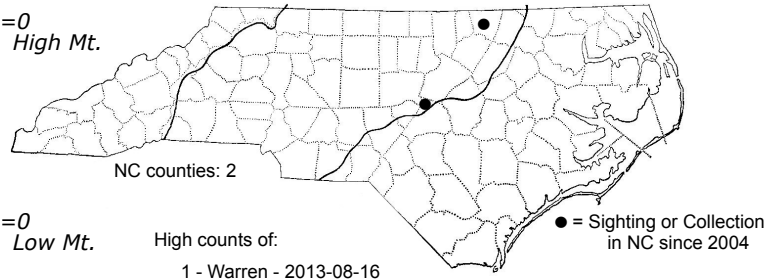 =0
High Mt.
NC counties: 2
=0
Low Mt.
High counts of:
1 - Warren - 2013-08-16
● = Sighting or Collection
in NC since 2004